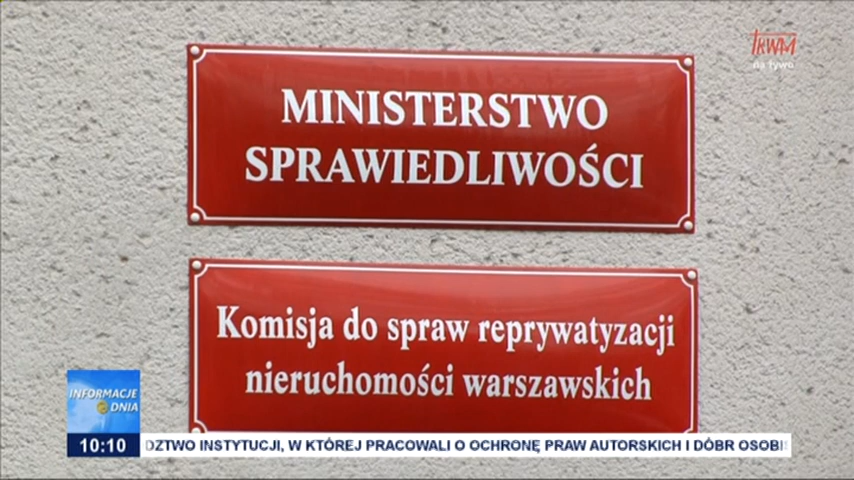 TRWAM
na żywo
MINISTERSTWO
SPRAWIEDLIWOŚCI
Komisja do spraw reprywatyzacji
nieruchomości warszawskich
INFORMACJE
DNIA
10:10
DZTWO INSTYTUCJI, W KTÓREJ PRACOWALI O OCHRONĘ PRAW AUTORSKICH I DÓBR OSOBI